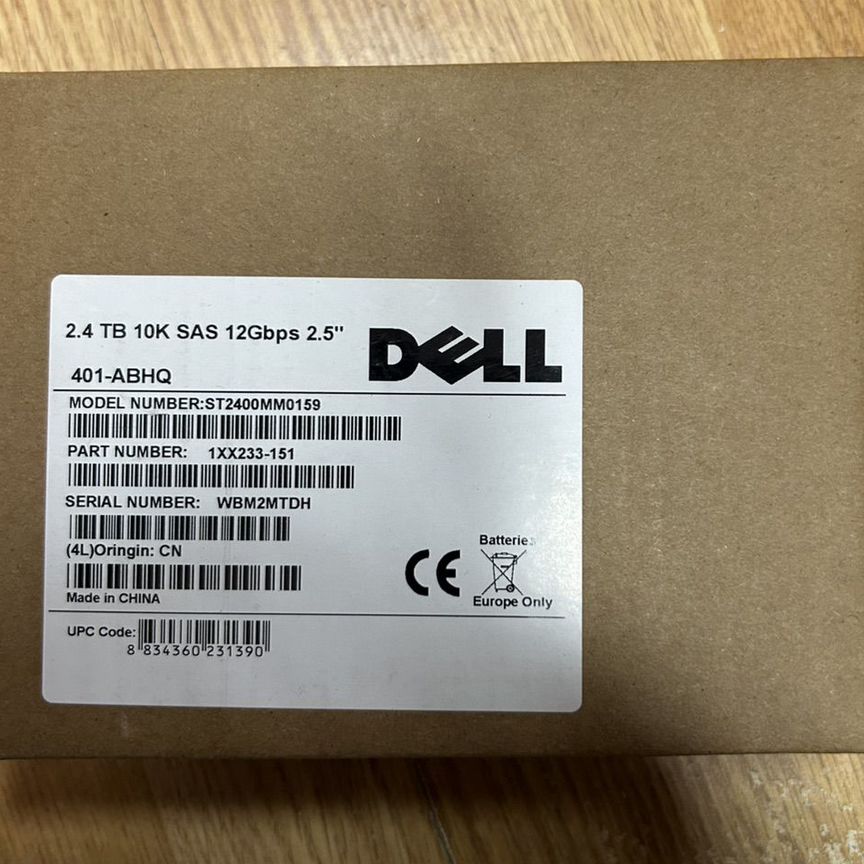 2.4 TB 10K SAS 12Gbps 2.5"
DELL
401-ABHQ
MODEL NUMBER:ST2400MM0159
PART NUMBER: 1XX233-151
SERIAL NUMBER: WBM2MTDH
(4L)Oringin: CN
Made in CHINA
CE
Batteries
Europe Only
UPC Code:
8 834360 231390